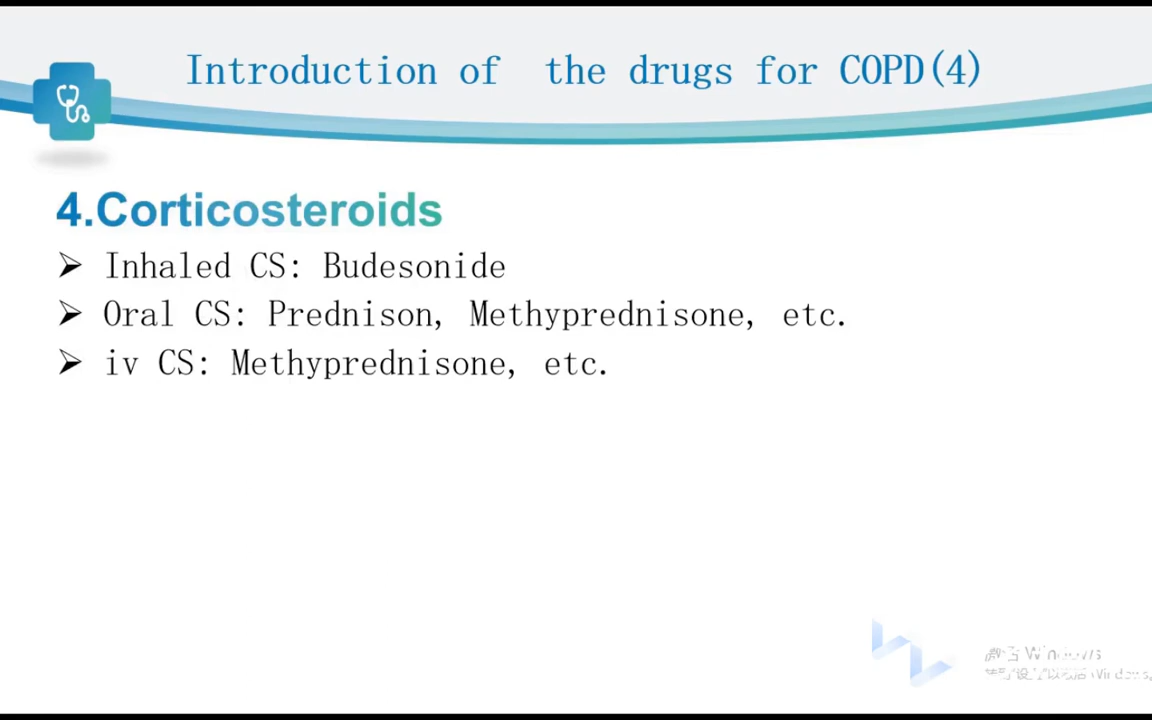 Introduction of the drugs for COPD(4)
4.Corticosteroids
➢ Inhaled CS: Budesonide
➢ Oral CS: Prednison, Methyprednisone, etc.
➢ iv CS: Methyprednisone, etc.
Windows